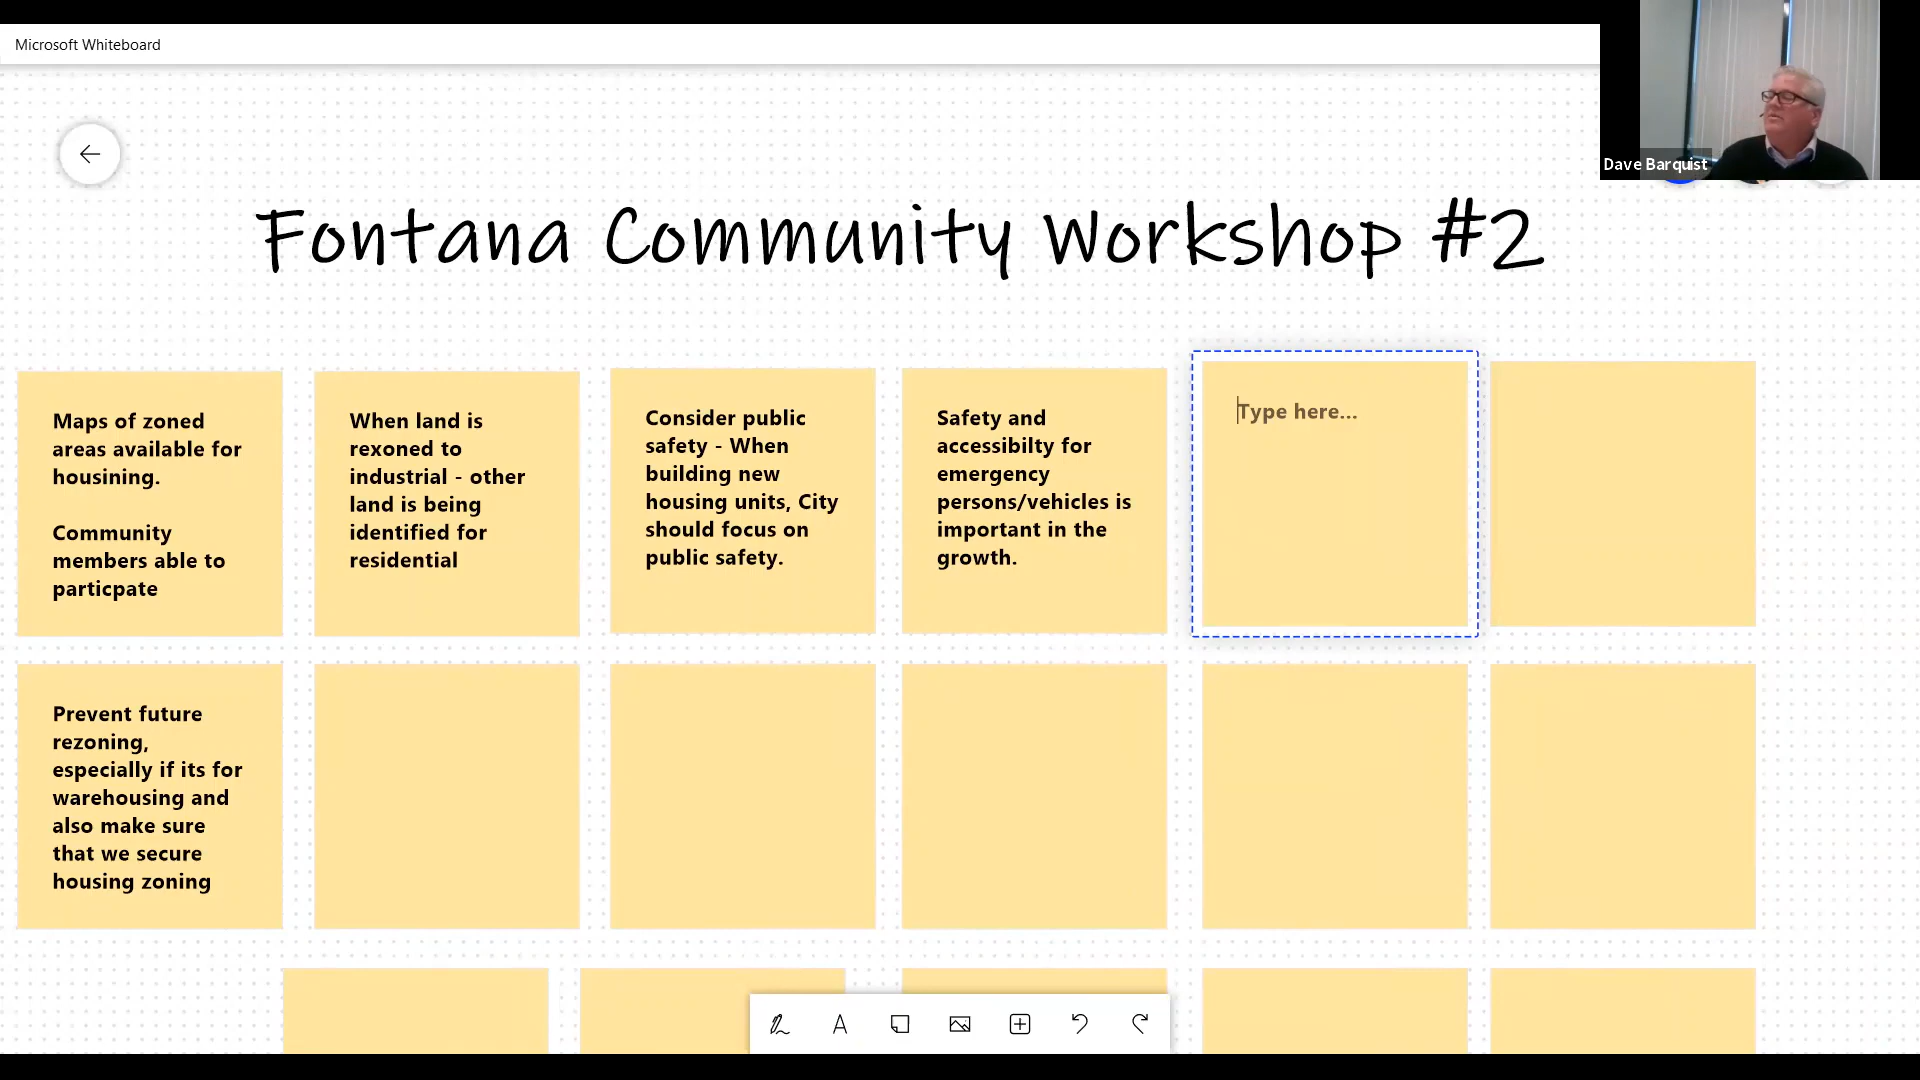 Microsoft Whiteboard
Dave Barquist
Fontana Community Workshop #2
Maps of zoned
areas available for
housining.
Community
members able to
particpate
When land is
rexoned to
industrial - other
land is being
identified for
residential
Consider public
safety - When
building new
housing units, City
should focus on
public safety.
Safety and
accessibilty for
emergency
persons/vehicles is
important in the
growth.
Type here...
Prevent future
rezoning,
especially if its for
warehousing and
also make sure
that we secure
housing zoning